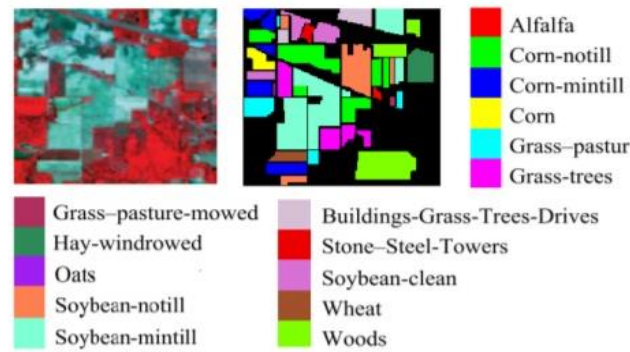 Alfalfa
Corn-notill
Corn-mintill
Corn
Grass–pastur
Grass-trees
Grass–pasture-mowed
Hay-windrowed
Oats
Soybean-notill
Soybean-mintill
Buildings-Grass-Trees-Drives
Stone–Steel-Towers
Soybean-clean
Wheat
Woods